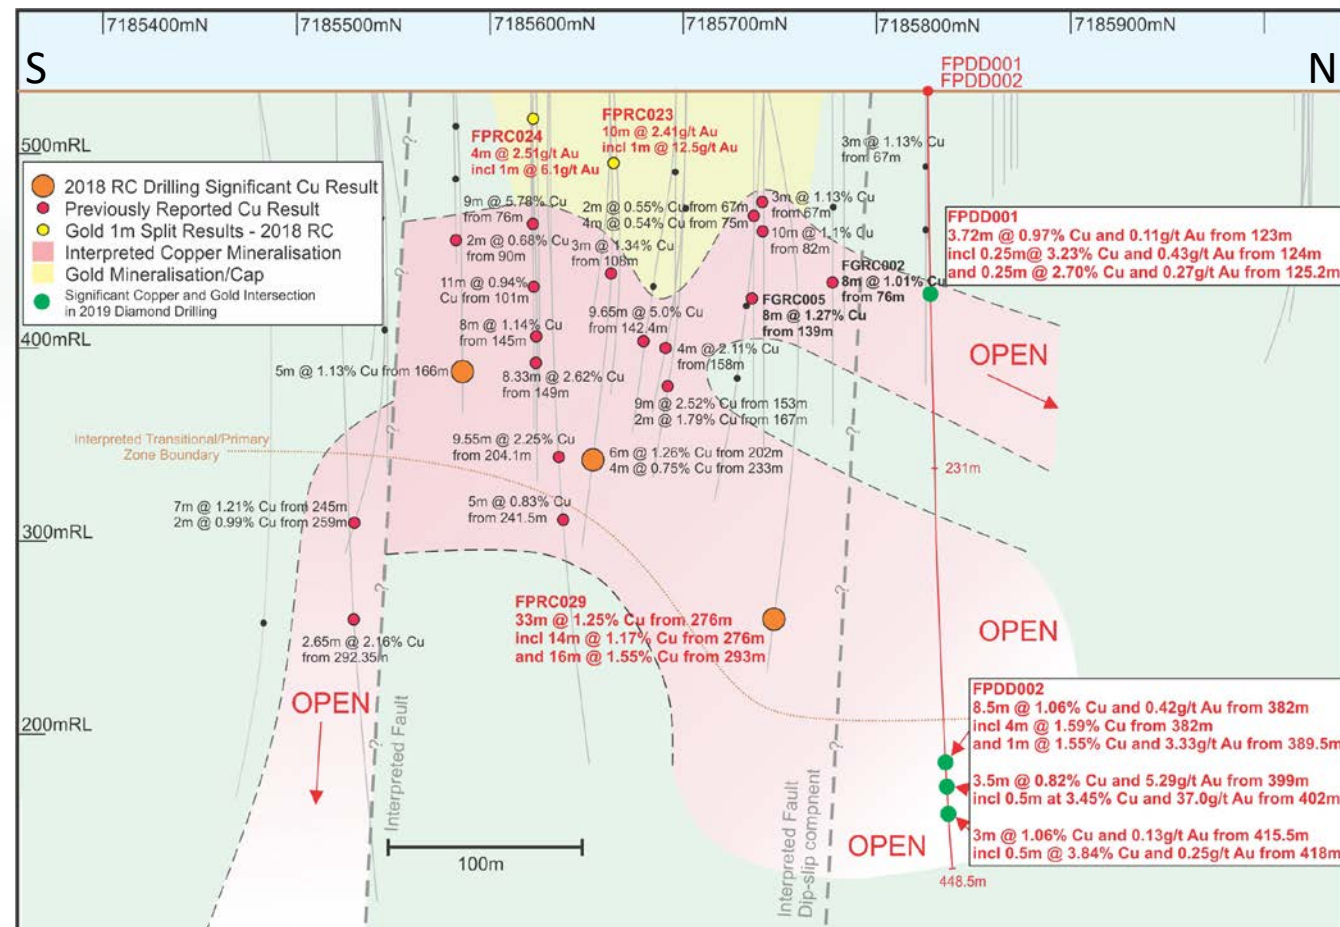 7185400mN
7185500mN
7185600mN
7185700mN
7185800mN
7185900mN
S
N
FPDD001
FPDD002
500mRL
400mRL
300mRL
200mRL
2018 RC Drilling Significant Cu Result
Previously Reported Cu Result
Gold 1m Split Results - 2018 RC
Interpreted Copper Mineralisation
Gold Mineralisation/Cap
Significant Copper and Gold Intersection
in 2019 Diamond Drilling
?
FPRC024
4m @ 2.51g/t Au
incl 1m @ 6.1g/t Au
FPRC023
10m @ 2.41g/t Au
incl 1m @ 12.5g/t Au
?
3m @ 1.13% Cu
from 67m
9m @ 5.78% Cu
from 76m
2m @ 0.68% Cu
from 90m
2m @ 0.55% Cu from 67m
4m @ 0.54% Cu from 75m
3m @ 1.34% Cu
from 108m
3m @ 1.13% Cu
from 67m
10m @ 1.1% Cu
from 82m
FPDD001
3.72m @ 0.97% Cu and 0.11g/t Au from 123m
incl 0.25m@ 3.23% Cu and 0.43g/t Au from 124m
and 0.25m @ 2.70% Cu and 0.27g/t Au from 125.2m
?
11m @ 0.94%
Cu from 101m
FGRC002
8m @ 1.01% Cu
from 76m
?
FGRC005
8m @ 1.27% Cu
from 139m
8m @ 1.14% Cu
from 145m
9.65m @ 5.0% Cu
from 142.4m
4m @ 2.11% Cu
from 158m
OPEN
5m @ 1.13% Cu from 166m
8.33m @ 2.62% Cu
from 149m
9m @ 2.52% Cu from 153m
2m @ 1.79% Cu from 167m
?
?
Interpreted Transitional/Primary
Zone Boundary
9.55m @ 2.25% Cu
from 204.1m
6m @ 1.26% Cu from 202m
4m @ 0.75% Cu from 233m
231m
7m @ 1.21% Cu from 245m
2m @ 0.99% Cu from 259m
5m @ 0.83% Cu
from 241.5m
?
?
FPRC029
33m @ 1.25% Cu from 276m
incl 14m @ 1.17% Cu from 276m
and 16m @ 1.55% Cu from 293m
2.65m @ 2.16% Cu
from 292.35m
OPEN
OPEN
?
?
Interpreted Fault
FPDD002
8.5m @ 1.06% Cu and 0.42g/t Au from 382m
incl 4m @ 1.59% Cu from 382m
and 1m @ 1.55% Cu and 3.33g/t Au from 389.5m
3.5m @ 0.82% Cu and 5.29g/t Au from 399m
incl 0.5m at 3.45% Cu and 37.0g/t Au from 402m
3m @ 1.06% Cu and 0.13g/t Au from 415.5m
incl 0.5m @ 3.84% Cu and 0.25g/t Au from 418m
Interpreted Fault
Dip-slip compnent
OPEN
100m
448.5m